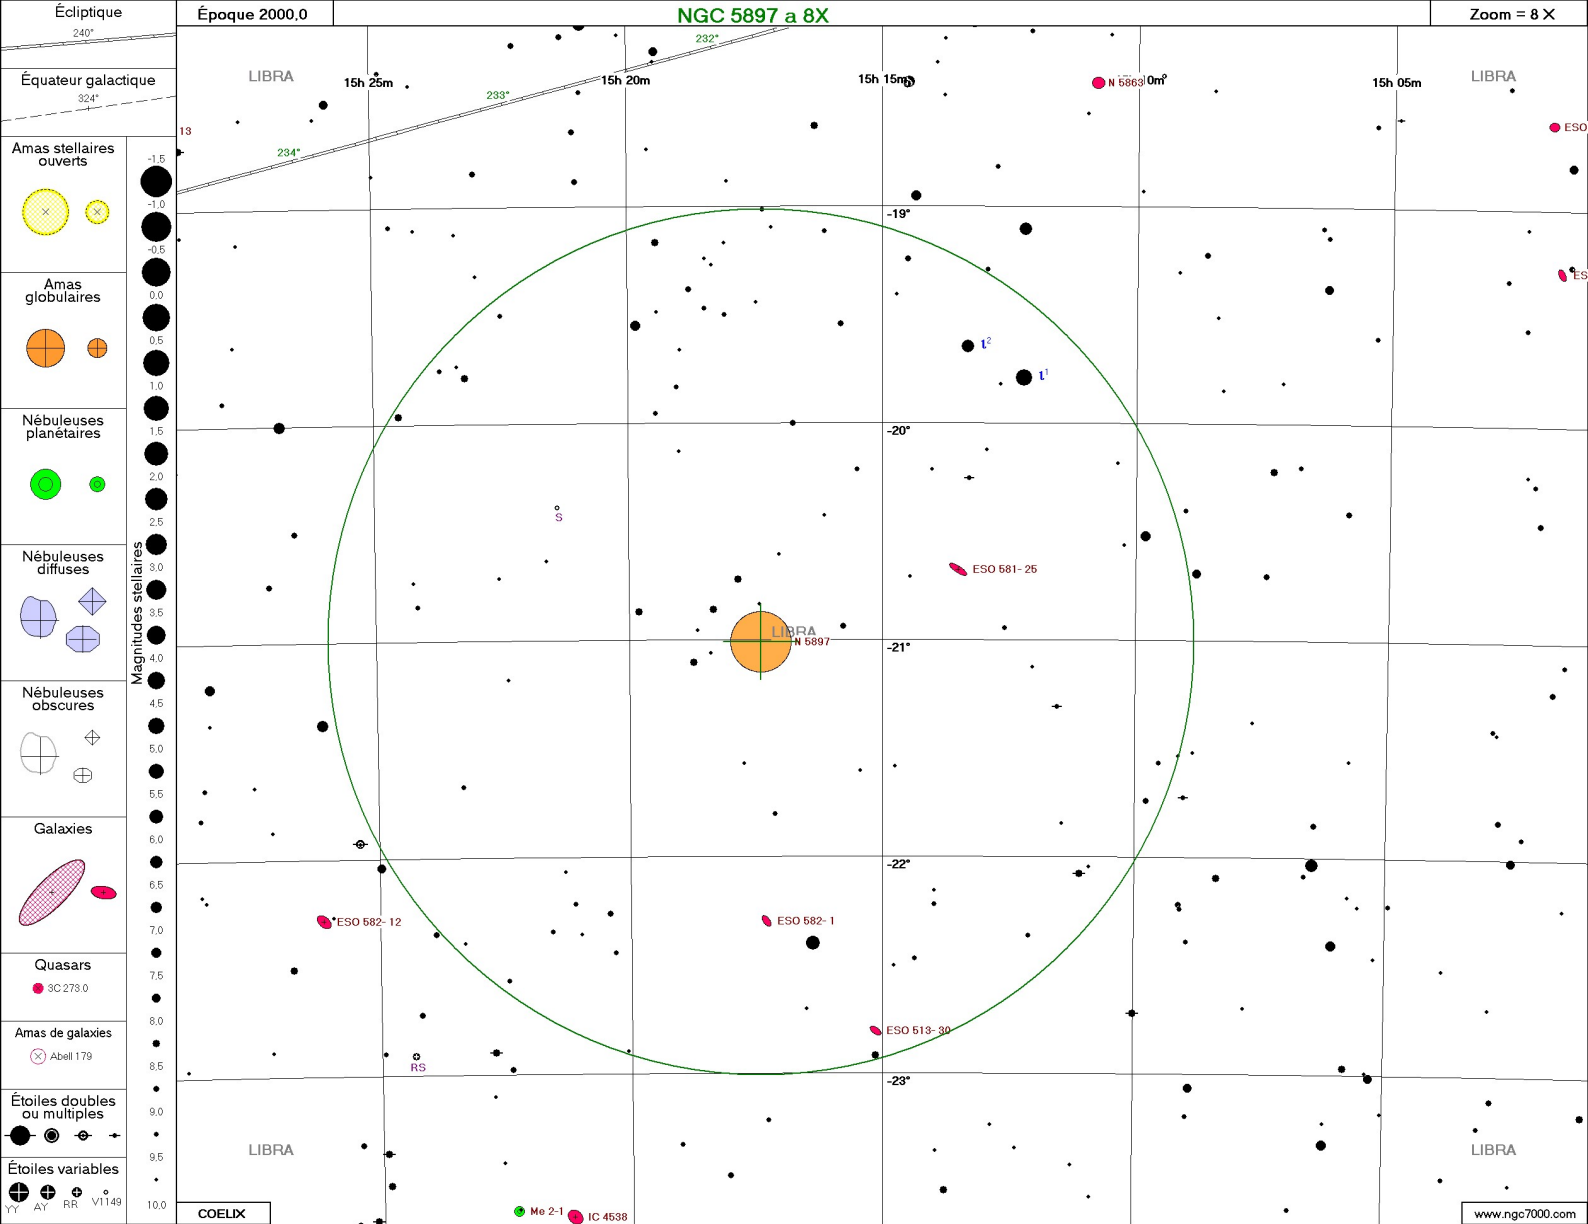 Écliptique
240°
Époque 2000,0
NGC 5897 a 8X
Zoom = 8 X
Équateur galactique
324°
Amas stellaires
ouverts
Amas
globulaires
Nébuleuses
planétaires
Nébuleuses
diffuses
Nébuleuses
obscures
Galaxies
Quasars
3C 273.0
Amas de galaxies
Abell 179
Étoiles doubles
ou multiples
Étoiles variables
YY AY RR V1149
Magnitudes stellaires
-1,5
-1,0
-0,5
0,0
0,5
1,0
1,5
2,0
2,5
3,0
3,5
4,0
4,5
5,0
5,5
6,0
6,5
7,0
7,5
8,0
8,5
9,0
9,5
10,0
232°
LIBRA
LIBRA
15h 25m
15h 20m
15h 15m
N 5863
15h 05m
233°
13
ESO
234°
-19°
ES
ι2
ι1
-20°
S
ESO 581-25
LIBRA
N 5897
-21°
-22°
ESO 582-12
ESO 582-1
ESO 513-30
RS
-23°
LIBRA
LIBRA
Me 2-1
IC 4538
COELIX
www.ngc7000.com